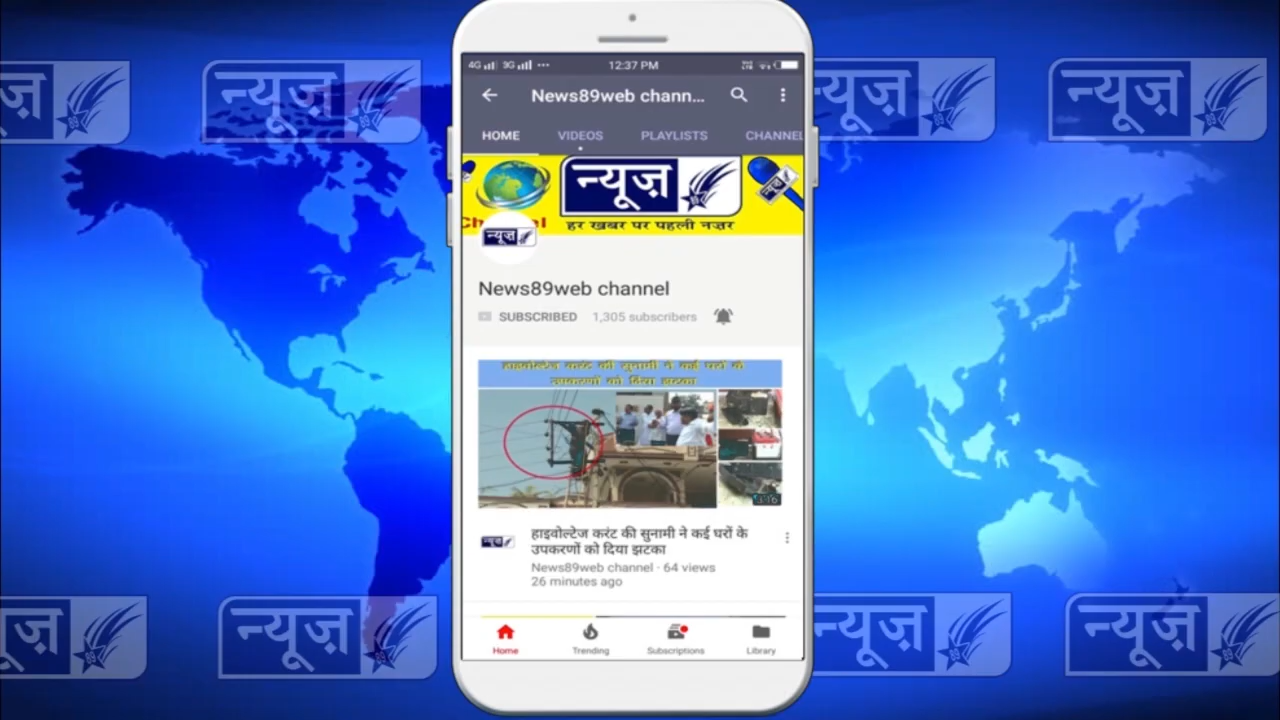 न्यूज़
न्यूज़
न्यूज़
न्यूज़
4G 3G 12:37 PM
News89web chann...
HOME VIDEOS PLAYLISTS CHANNEL
न्यूज़
न्यूज़
हर खबर पर पहली नज़र
न्यूज़
News89web channel
SUBSCRIBED 1,305 subscribers
हाइवोल्टेज करंट की सुनामी ने कई घरों के
उपकरणों को दिया झटका
3:16
हाइवोल्टेज करंट की सुनामी ने कई घरों के
न्यूज़
उपकरणों को दिया झटका
News89web channel · 64 views
26 minutes ago
न्यूज़
न्यूज़
न्यूज़
न्यूज़
Home Trending Subscriptions Library